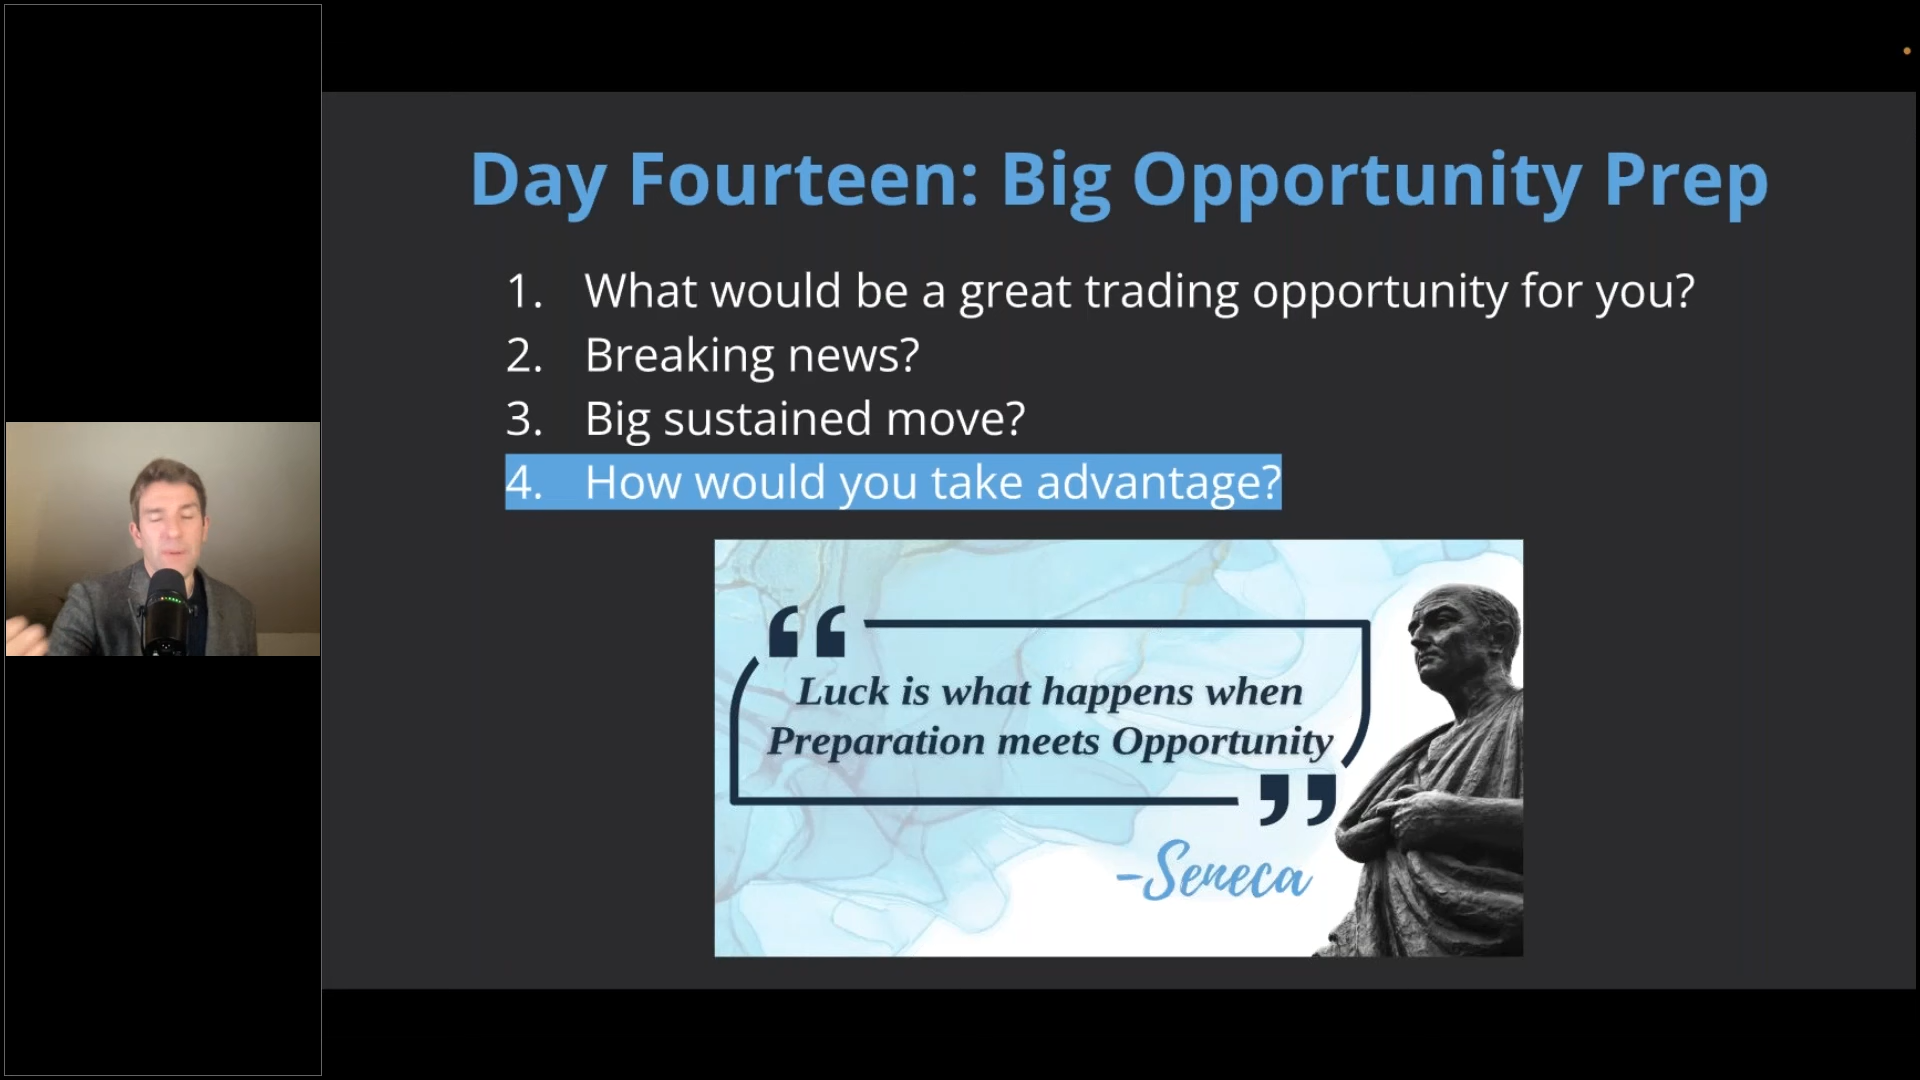 Day Fourteen: Big Opportunity Prep
1. What would be a great trading opportunity for you?
2. Breaking news?
3. Big sustained move?
4. How would you take advantage?
“
Luck is what happens when
Preparation meets Opportunity
”
-Seneca